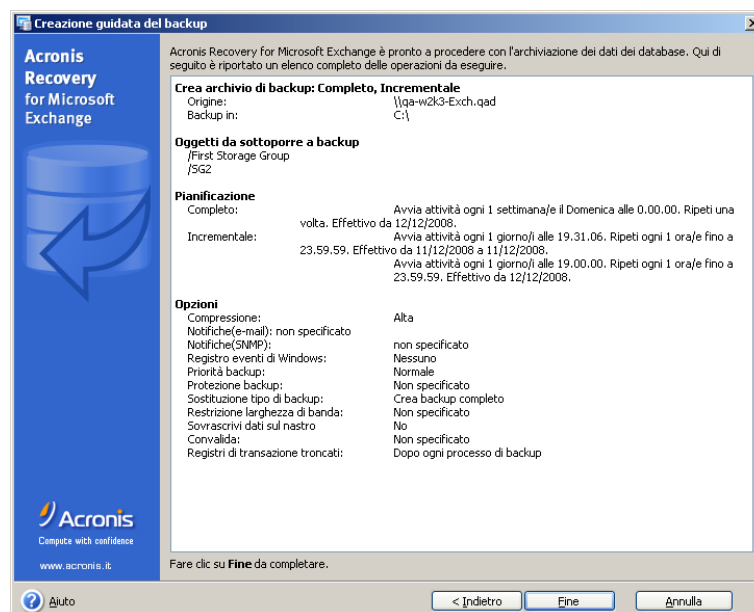 Creazione guidata del backup
Acronis
Recovery
for Microsoft
Exchange
Acronis Recovery for Microsoft Exchange è pronto a procedere con l'archiviazione dei dati dei database. Qui di
seguito è riportato un elenco completo delle operazioni da eseguire.
Crea archivio di backup: Completo, Incrementale
Origine: \\qa-w2k3-Exch.qad
Backup in: C:\
Oggetti da sottoporre a backup
/First Storage Group
/SG2
Pianificazione
Completo: Avvia attività ogni 1 settimana/e il Domenica alle 0.00.00. Ripeti una
volta. Effettivo da 12/12/2008.
Incrementale: Avvia attività ogni 1 giorno/i alle 19.31.06. Ripeti ogni 1 ora/e fino a
23.59.59. Effettivo da 11/12/2008 a 11/12/2008.
Avvia attività ogni 1 giorno/i alle 19.00.00. Ripeti ogni 1 ora/e fino a
23.59.59. Effettivo da 12/12/2008.
Opzioni
Compressione: Alta
Notifiche(e-mail): non specificato
Notifiche(SNMP): non specificato
Registro eventi di Windows: Nessuno
Priorità backup: Normale
Protezione backup: Non specificato
Sostituzione tipo di backup: Crea backup completo
Restrizione larghezza di banda: Non specificato
Sovrascrivi dati sul nastro No
Convalida: Non specificato
Registri di transazione troncati: Dopo ogni processo di backup
Acronis
Compute with confidence
www.acronis.it
Fare clic su Fine da completare.
Aiuto
< Indietro
Fine
Annulla